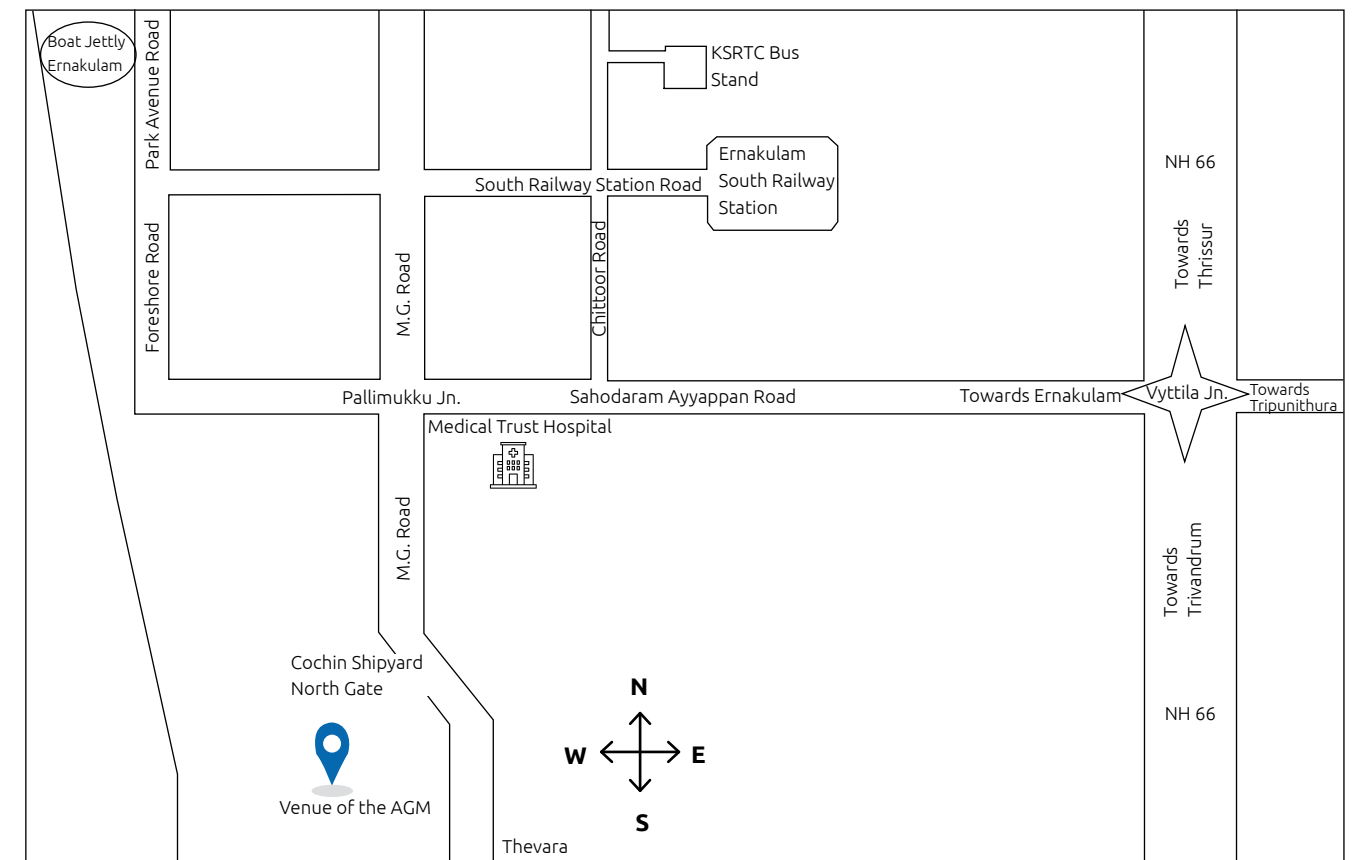 Boat Jettly
Ernakulam
Park Avenue Road
KSRTC Bus
Stand
NH 66
Ernakulam
South Railway
Station
South Railway Station Road
Towards
Thrissur
Foreshore Road
M.G. Road
Chittoor Road
Pallimukku Jn.
Sahodaram Ayyappan Road
Towards Ernakulam
Vyttila Jn.
Towards
Tripunithura
Medical Trust Hospital
M.G. Road
Towards
Trivandrum
Cochin Shipyard
North Gate
N
NH 66
W
E
Venue of the AGM
S
Thevara